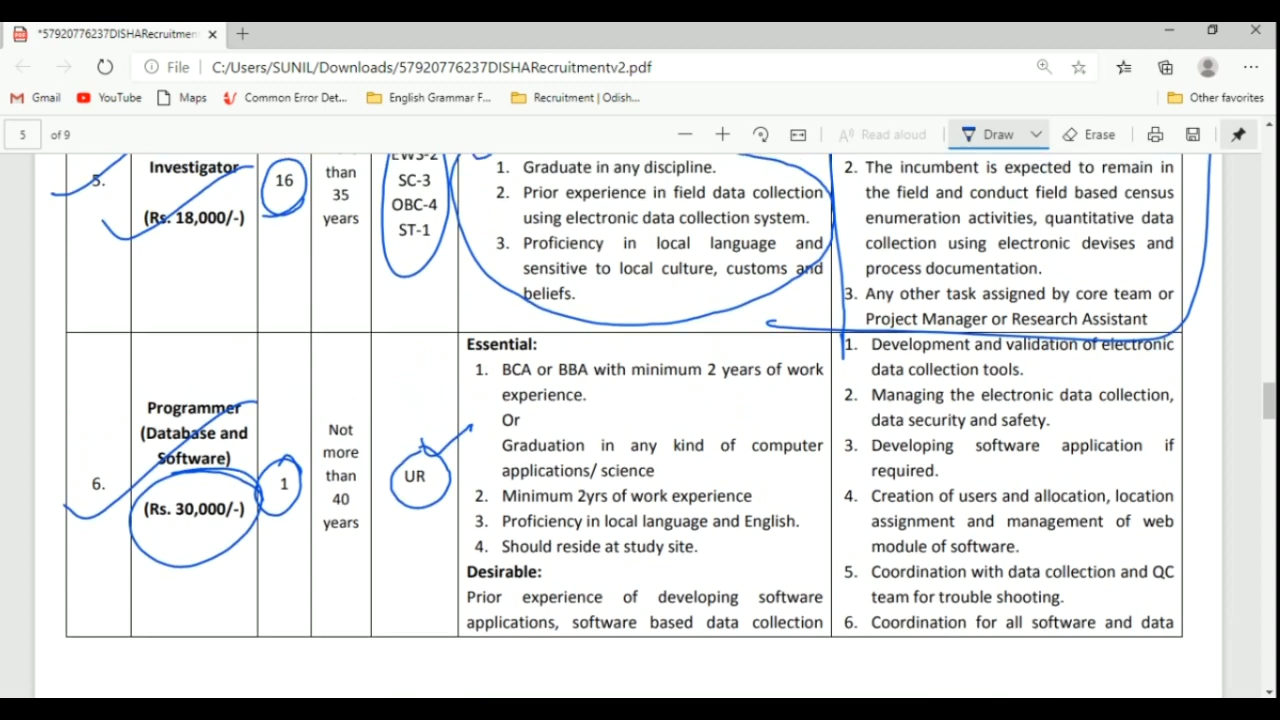 *57920776237DISHARecruitmen
File C:/Users/SUNIL/Downloads/57920776237DISHARecruitmentv2.pdf
Gmail YouTube Maps Common Error Det... English Grammar F... Recruitment | Odish... Other favorites
5 of 9 Read aloud Draw Erase
5.
Investigator
(Rs. 18,000/-)
16
than
35
years
EWS-2
SC-3
OBC-4
ST-1
1. Graduate in any discipline.
2. Prior experience in field data collection
using electronic data collection system.
3. Proficiency in local language and
sensitive to local culture, customs and
beliefs.
2. The incumbent is expected to remain in
the field and conduct field based census
enumeration activities, quantitative data
collection using electronic devises and
process documentation.
3. Any other task assigned by core team or
Project Manager or Research Assistant
6.
Programmer
(Database and
Software)
(Rs. 30,000/-)
1
Not
more
than
40
years
UR
Essential:
1. BCA or BBA with minimum 2 years of work
experience.
Or
Graduation in any kind of computer
applications/ science
2. Minimum 2yrs of work experience
3. Proficiency in local language and English.
4. Should reside at study site.
Desirable:
Prior experience of developing software
applications, software based data collection
1. Development and validation of electronic
data collection tools.
2. Managing the electronic data collection,
data security and safety.
3. Developing software application if
required.
4. Creation of users and allocation, location
assignment and management of web
module of software.
5. Coordination with data collection and QC
team for trouble shooting.
6. Coordination for all software and data